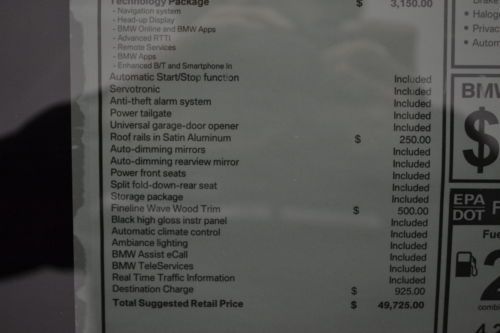 Technology Package $ 3,150.00
- Navigation system
- Head-up Display
- BMW Online and BMW Apps
- Advanced RTTI
- Remote Services
- BMW Apps
- Enhanced B/T and Smartphone In
Automatic Start/Stop function Included
Servotronic Included
Anti-theft alarm system Included
Power tailgate Included
Universal garage-door opener Included
Roof rails in Satin Aluminum $ 250.00
Auto-dimming mirrors Included
Auto-dimming rearview mirror Included
Power front seats Included
Split fold-down-rear seat Included
Storage package Included
Fineline Wave Wood Trim $ 500.00
Black high gloss instr panel Included
Automatic climate control Included
Ambiance lighting Included
BMW Assist eCall Included
BMW TeleServices Included
Real Time Traffic Information Included
Destination Charge $ 925.00
Total Suggested Retail Price $ 49,725.00
• Privac
• Autom
BMW
$
EPA
DOT
Fue
2